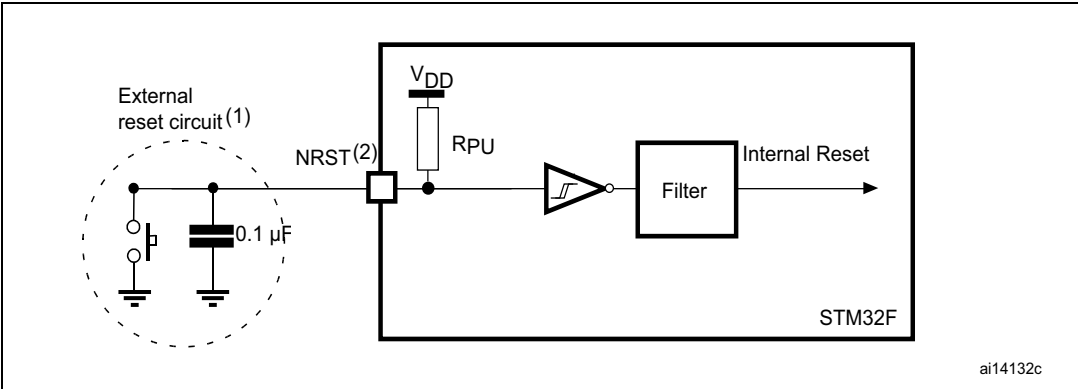 External
reset circuit(1)
VDD
RPU
NRST(2)
0.1 μF
Filter
Internal Reset
STM32F
ai14132c